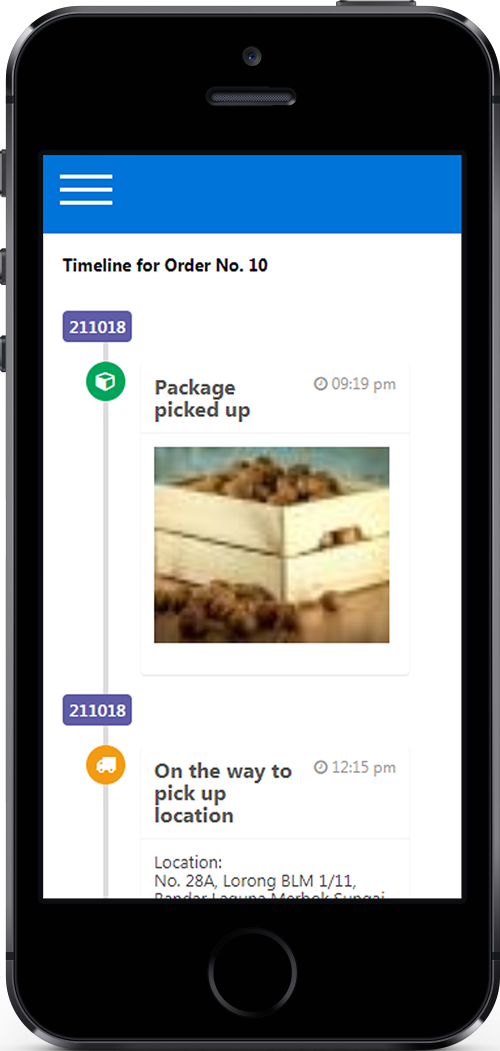 Timeline for Order No. 10
211018
Package 09:19 pm
picked up
211018
On the way to 12:15 pm
pick up
location
Location:
No. 28A, Lorong BLM 1/11,
Bandar Laguna Merbok Sungai